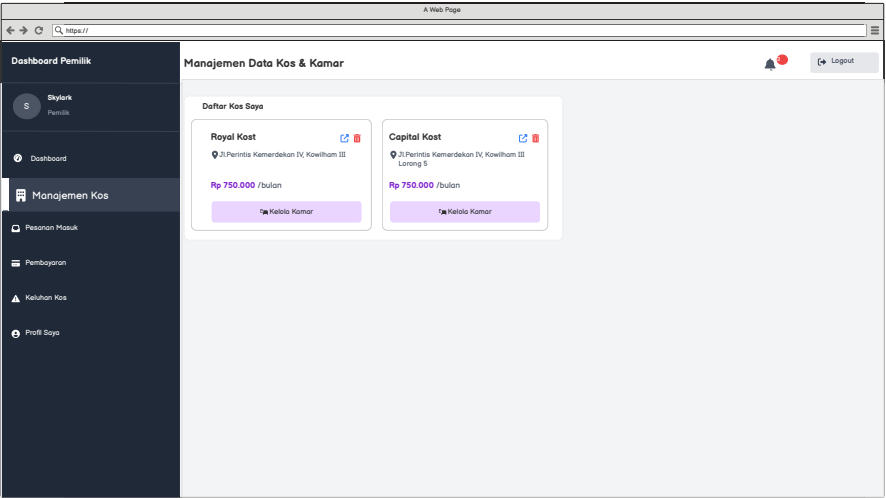 A Web Page
https://
Dashboard Pemilik
Manajemen Data Kos & Kamar
Logout
S
Skylark
Pemilik
Dashboard
Manajemen Kos
Pesanan Masuk
Pembayaran
Keluhan Kos
Profil Saya
Daftar Kos Saya
Royal Kost
Jl.Perintis Kemerdekan IV, Kowilham III
Rp 750.000 /bulan
Kelola Kamar
Capital Kost
Jl.Perintis Kemerdekan IV, Kowilham III
Lorong 5
Rp 750.000 /bulan
Kelola Kamar